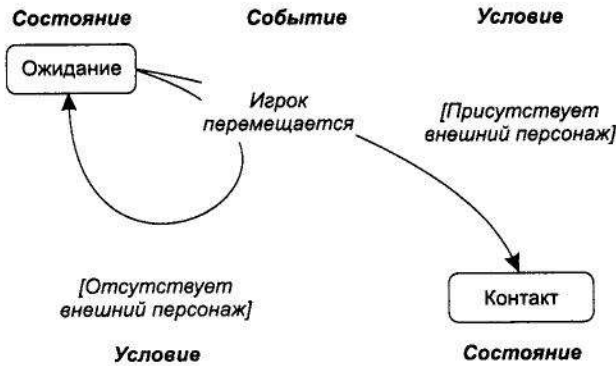 Состояние
Событие
Условие
Ожидание
Игрок
перемещается
[Присутствует
внешний персонаж]
[Отсутствует
внешний персонаж]
Контакт
Условие
Состояние